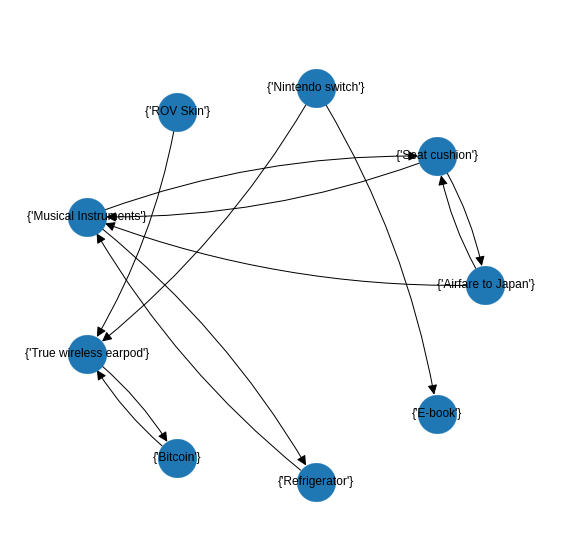 {'Nintendo switch'}
{'ROV Skin'}
{'Seat cushion'}
{'Musical Instruments'}
{'Airfare to Japan'}
{'True wireless earpod'}
{'E-book'}
{'Bitcoin'}
{'Refrigerator'}